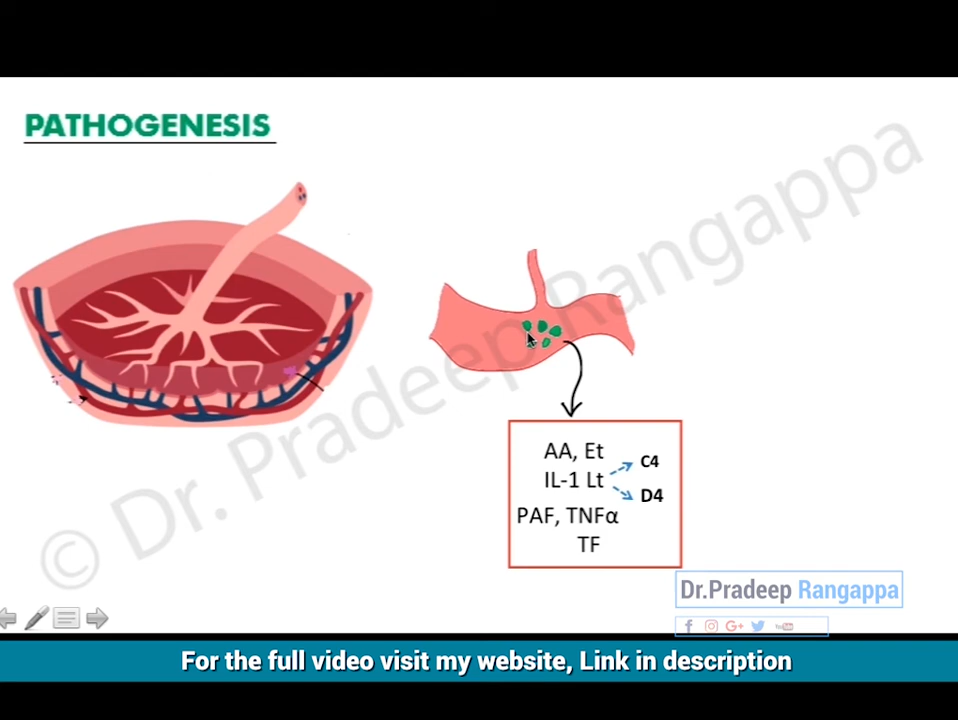 PATHOGENESIS
© Dr. Pradeep Rangappa
AA, Et
IL-1 Lt
C4
D4
PAF, TNFα
TF
Dr.Pradeep Rangappa
For the full video visit my website, Link in description